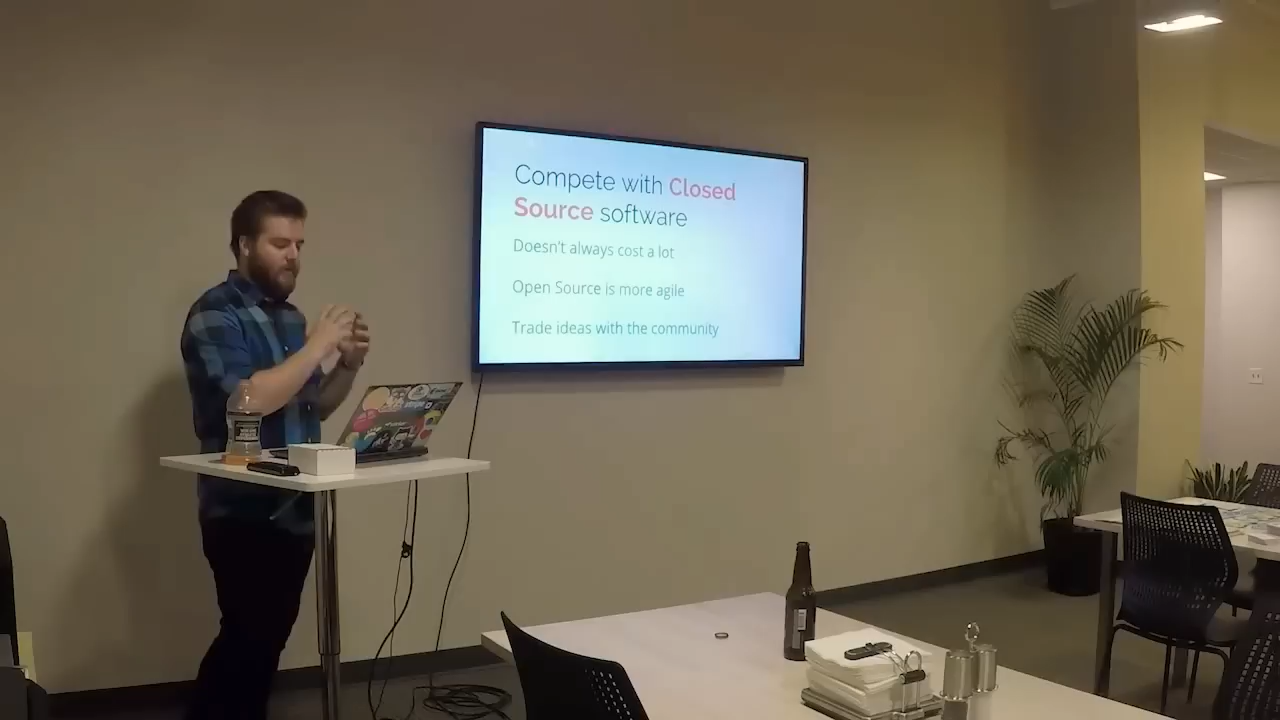 Compete with Closed
Source software
Doesn't always cost a lot
Open Source is more agile
Trade ideas with the community